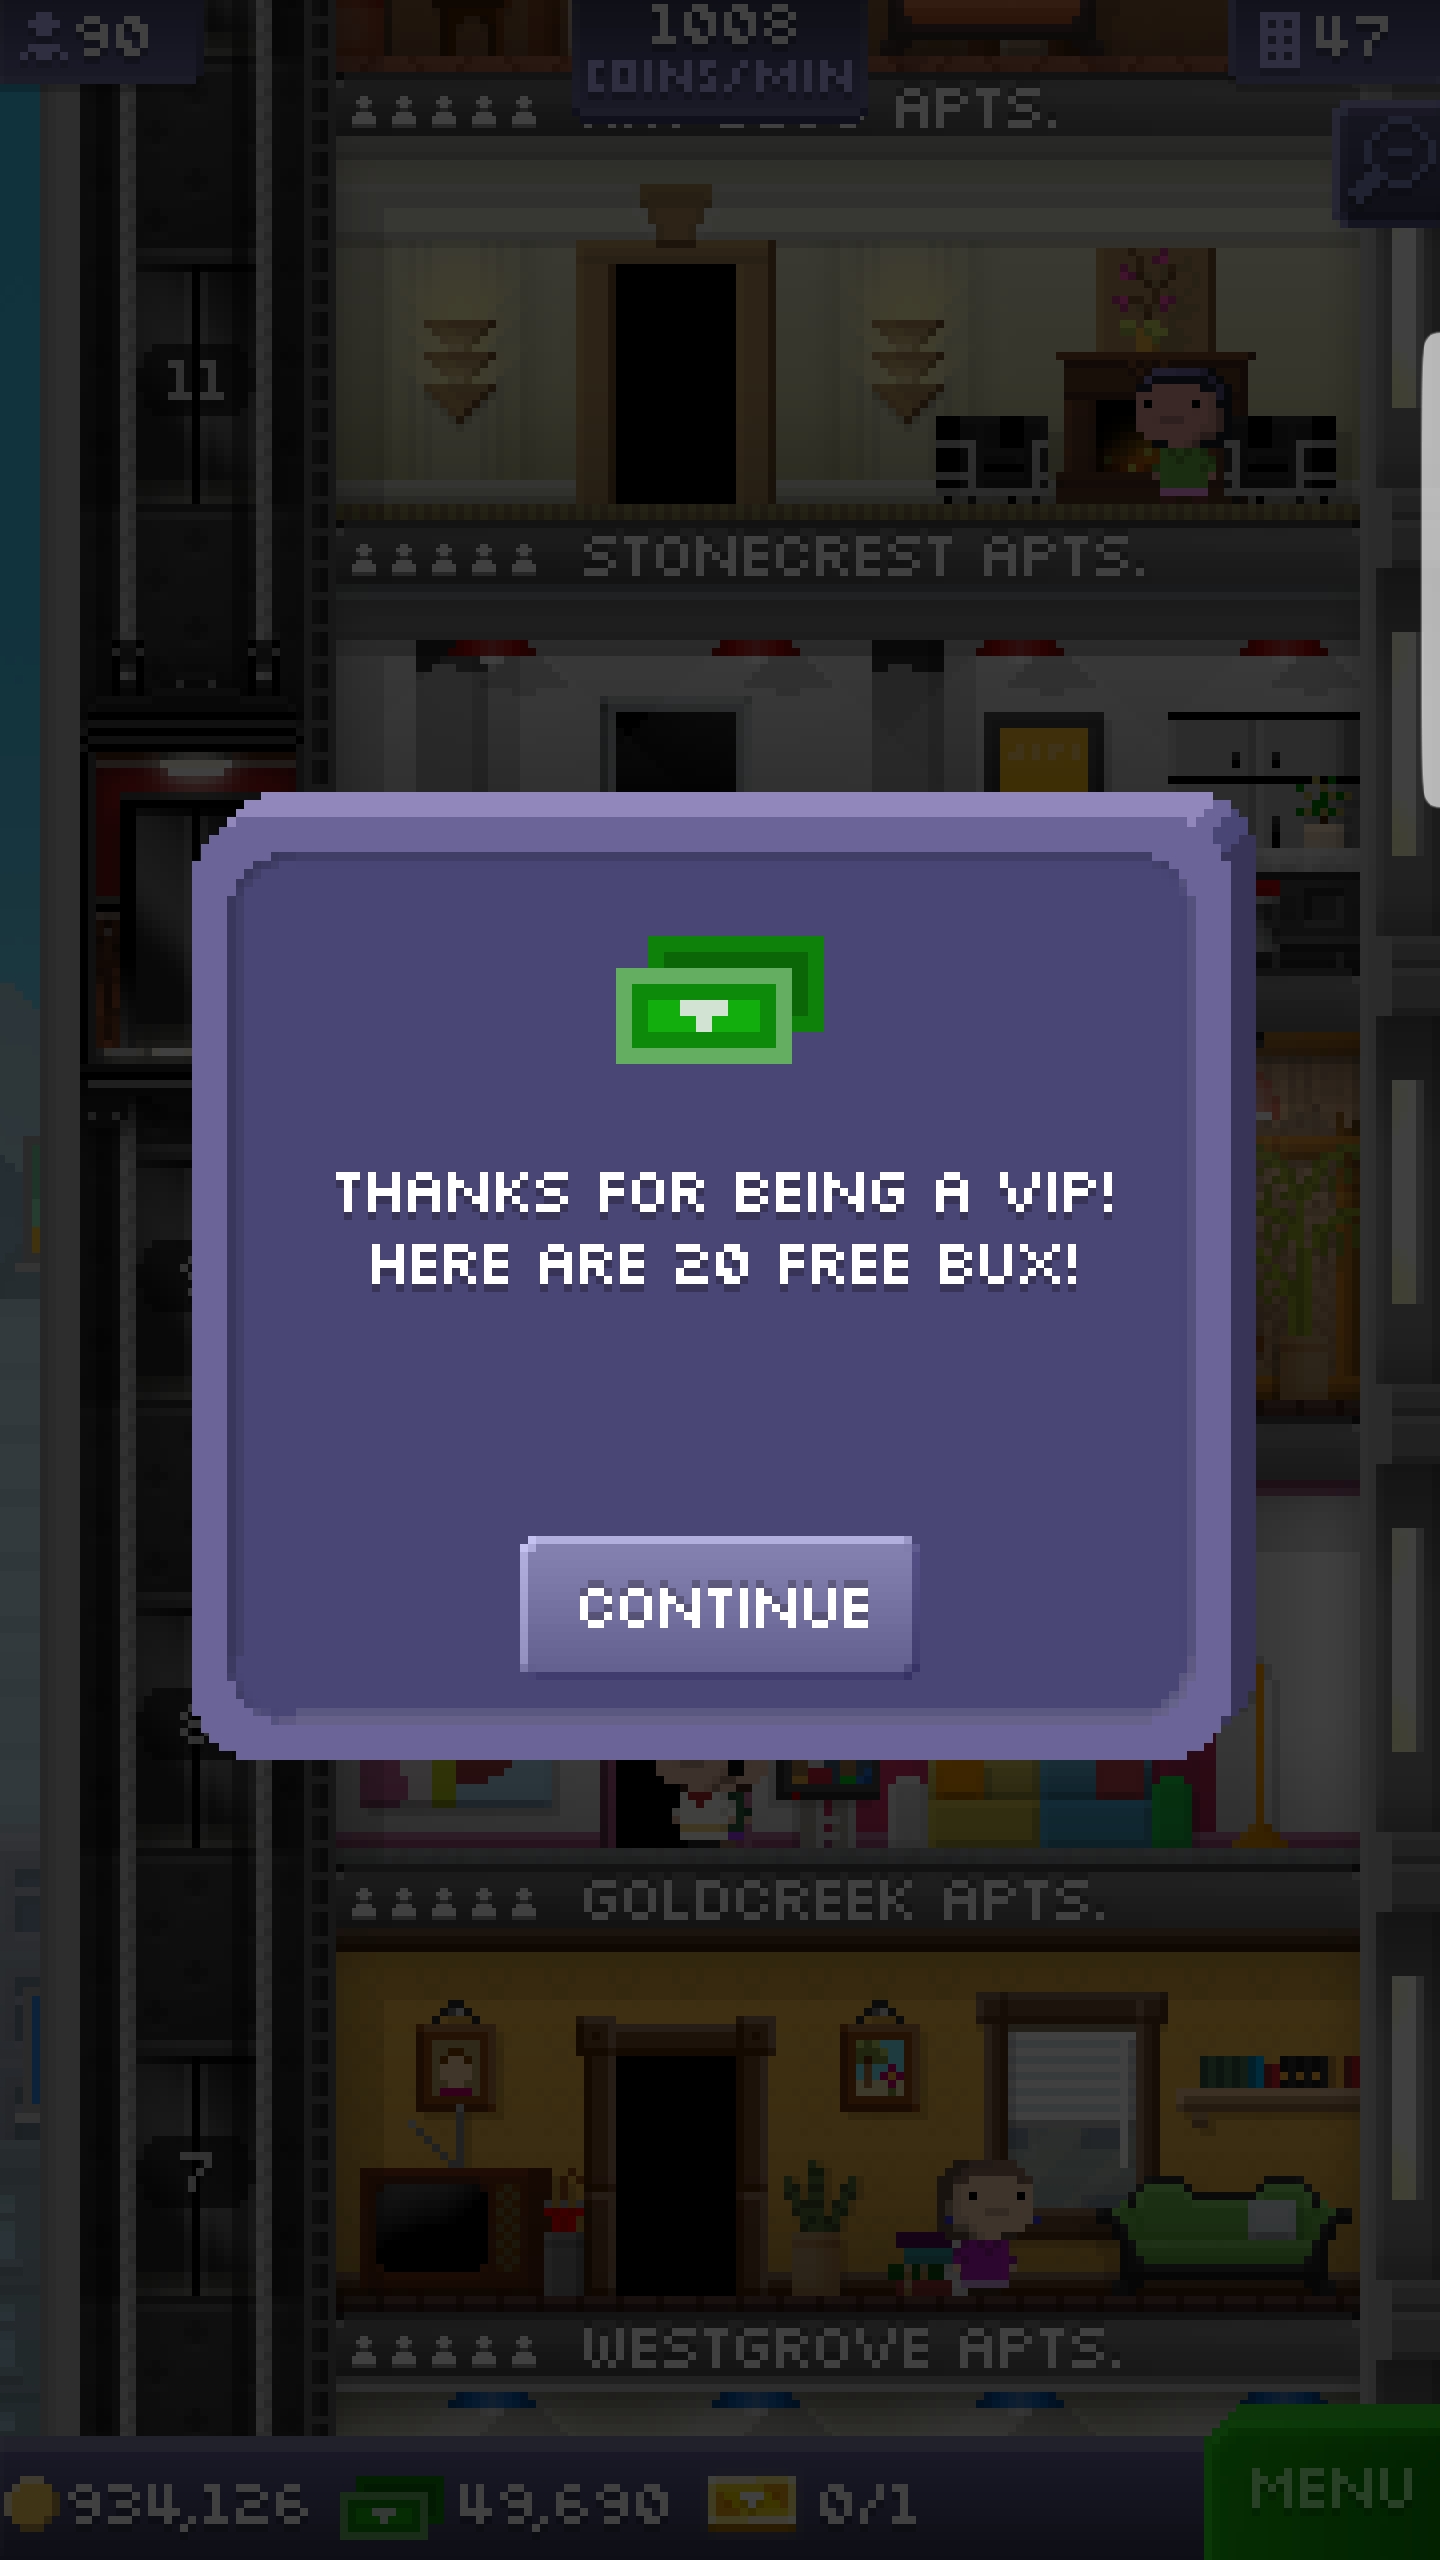 90
1008
47
COINS/MIN
APTS.
11
STONECREST APTS.
THANKS FOR BEING A VIP!
HERE ARE 20 FREE BUX!
CONTINUE
8
GOLDCREEK APTS.
7
WESTGROVE APTS.
934,126
49,690
0/1
MENU